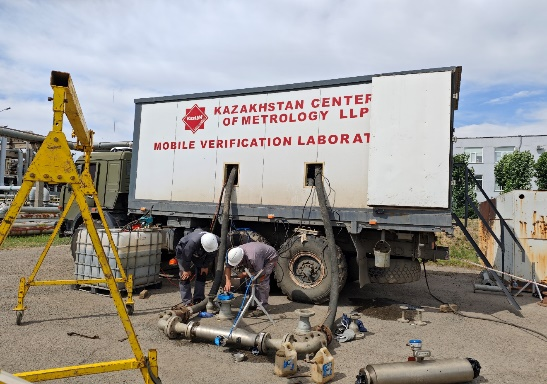 KAZAKHSTAN CENTER
OF METROLOGY LLP
MOBILE VERIFICATION LABORAT